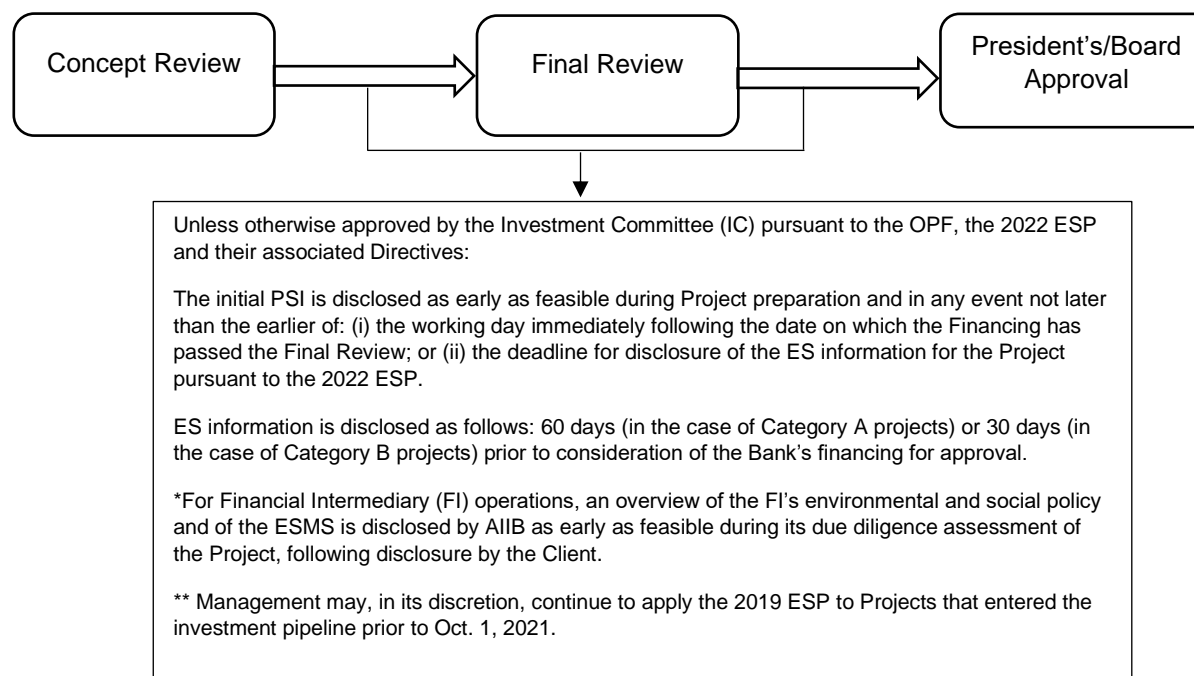 Concept Review
Final Review
President's/Board
Approval
Unless otherwise approved by the Investment Committee (IC) pursuant to the OPF, the 2022 ESP
and their associated Directives:
The initial PSI is disclosed as early as feasible during Project preparation and in any event not later
than the earlier of: (i) the working day immediately following the date on which the Financing has
passed the Final Review; or (ii) the deadline for disclosure of the ES information for the Project
pursuant to the 2022 ESP.
ES information is disclosed as follows: 60 days (in the case of Category A projects) or 30 days (in
the case of Category B projects) prior to consideration of the Bank's financing for approval.
*For Financial Intermediary (FI) operations, an overview of the FI's environmental and social policy
and of the ESMS is disclosed by AIIB as early as feasible during its due diligence assessment of
the Project, following disclosure by the Client.
** Management may, in its discretion, continue to apply the 2019 ESP to Projects that entered the
investment pipeline prior to Oct. 1, 2021.